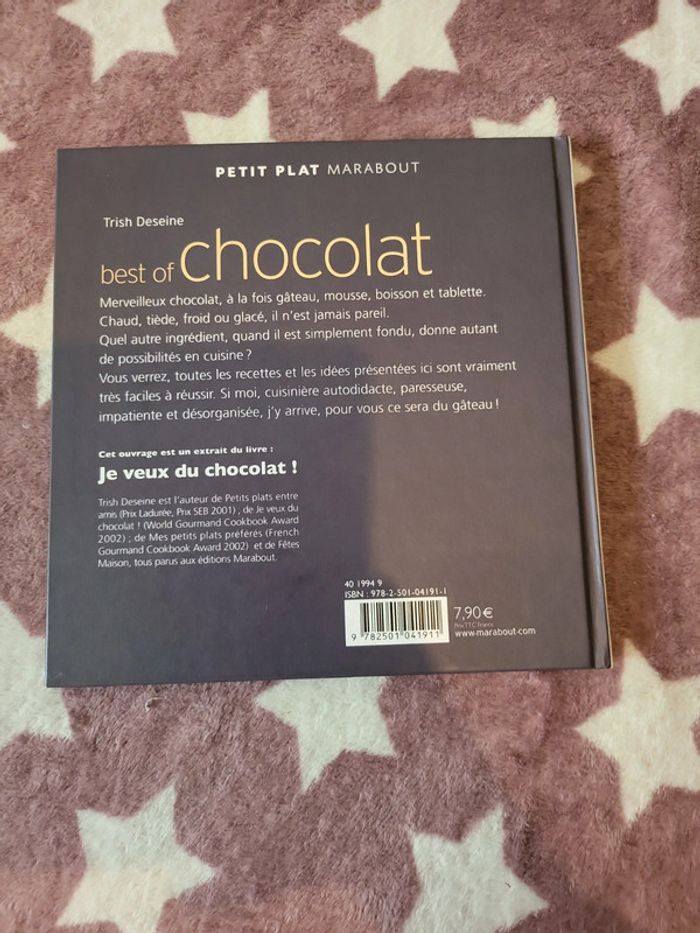 PETIT PLAT MARABOUT
Trish Deseine
best of chocolat
Merveilleux chocolat, à la fois gâteau, mousse, boisson et tablette.
Chaud, tiède, froid ou glacé, il n'est jamais pareil.
Quel autre ingrédient, quand il est simplement fondu, donne autant
de possibilités en cuisine ?
Vous verrez, toutes les recettes et les idées présentées ici sont vraiment
très faciles à réussir. Si moi, cuisinière autodidacte, paresseuse,
impatiente et désorganisée, j'y arrive, pour vous ce sera du gâteau !
Cet ouvrage est un extrait du livre :
Je veux du chocolat !
Trish Deseine est l'auteur de Petits plats entre
amis (Prix Ladurée, Prix SEB 2001) ; de Je veux du
chocolat ! (World Gourmand Cookbook Award
2002) ; de Mes petits plats préférés (French
Gourmand Cookbook Award 2002) et de Fêtes
Maison, tous parus aux éditions Marabout.
40 1994 9
ISBN : 978-2-501-04191-1
9 782501 041911
7,90 €
Prix TTC France
www.marabout.com